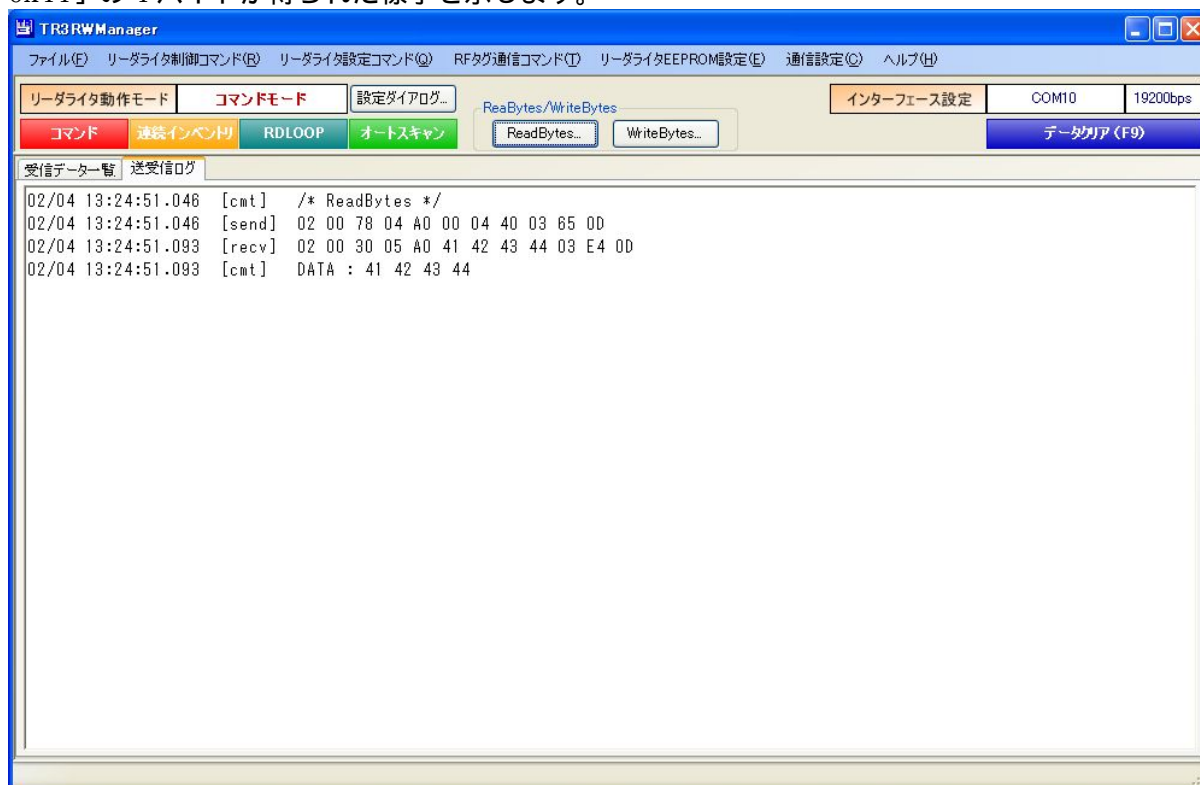 TR3RWManager
ファイル(F) リーダライタ制御コマンド(R) リーダライタ設定コマンド(Q) RFタグ通信コマンド(T) リーダライタEEPROM設定(E) 通信設定(C) ヘルプ(H)
リーダライタ動作モード コマンドモード 設定ダイアログ... ReaBytes/WriteBytes インターフェース設定 COM10 19200bps
コマンド 連続インベントリ RDLOOP オートスキャン ReadBytes... WriteBytes... データクリア(F9)
受信データ一覧 送受信ログ
02/04 13:24:51.046 [cmt] /* ReadBytes */
02/04 13:24:51.046 [send] 02 00 78 04 A0 00 04 40 03 65 0D
02/04 13:24:51.093 [recv] 02 00 30 05 A0 41 42 43 44 03 E4 0D
02/04 13:24:51.093 [cmt] DATA : 41 42 43 44